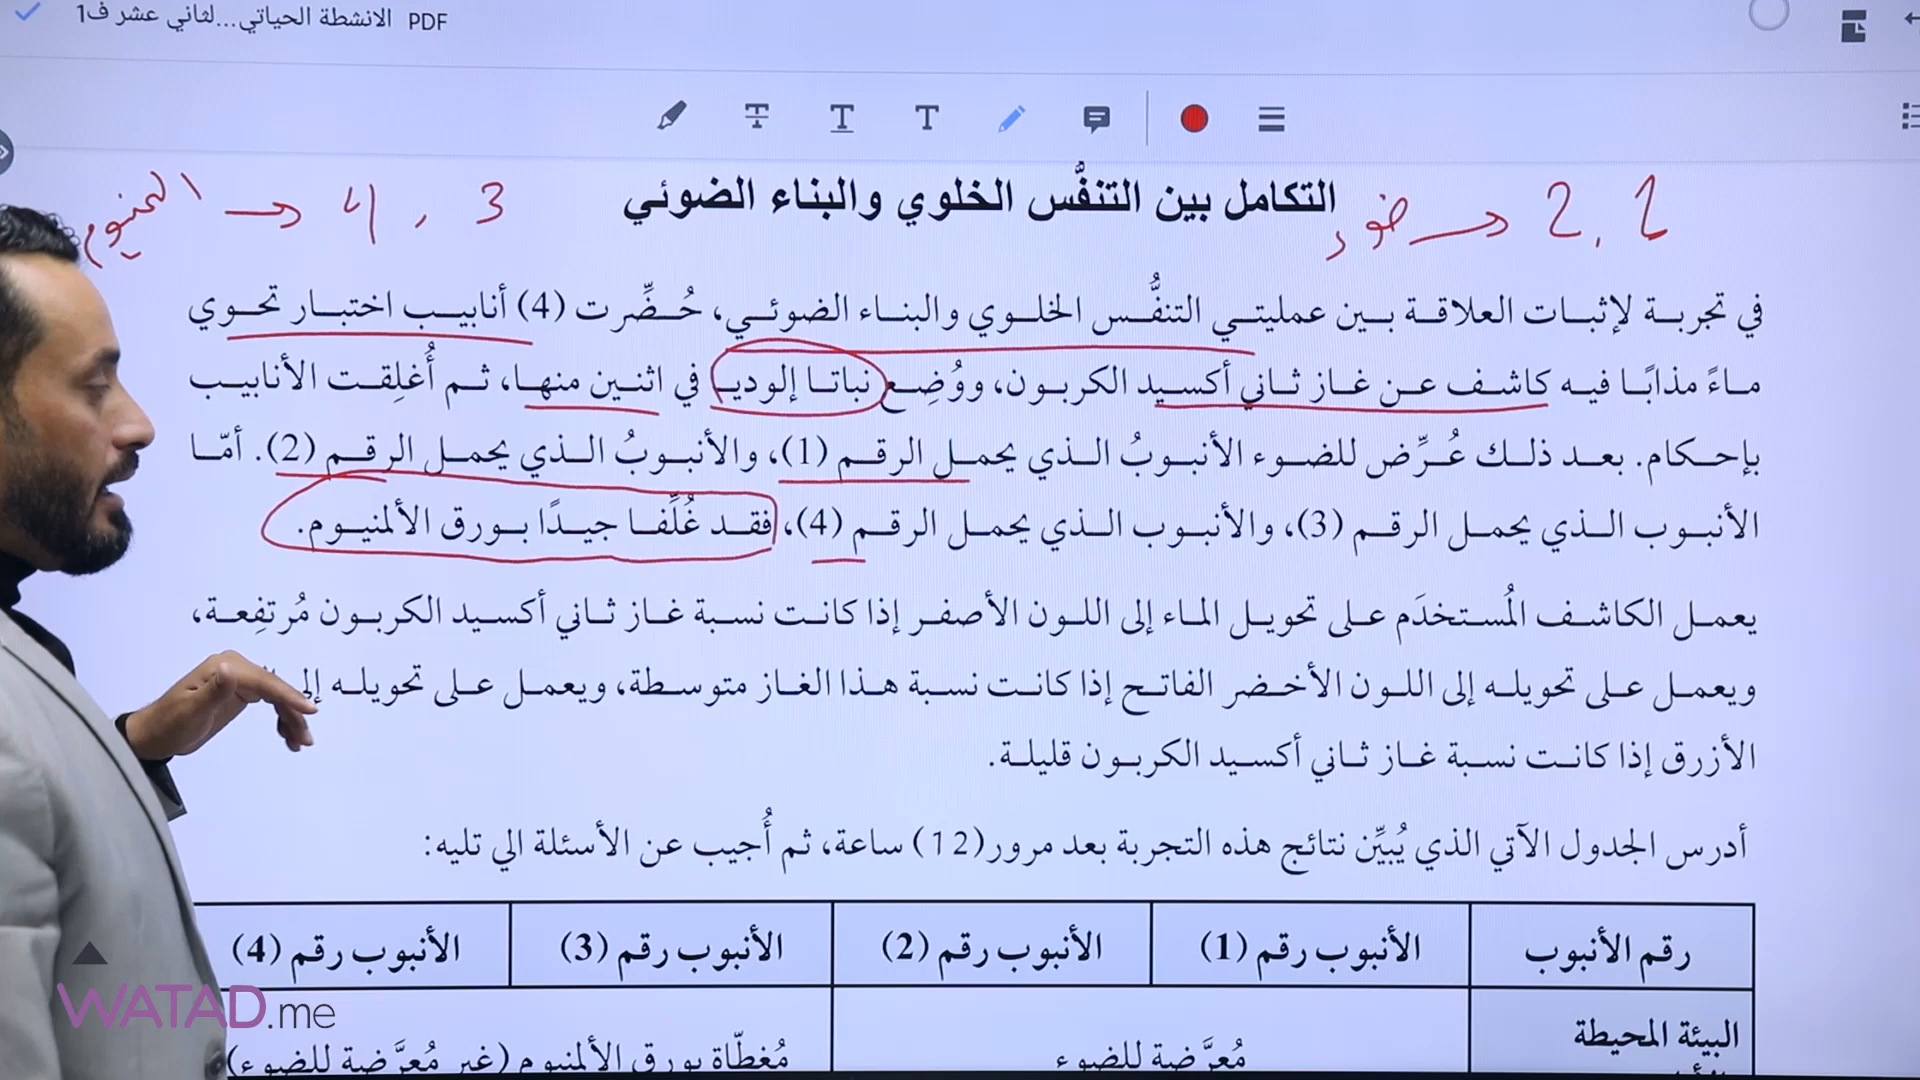 الانشطة الحياتي...لثاني عشر ف1 PDF
التكامل بين التنفُّس الخلوي والبناء الضوئي
1 , 2 → ضوء
3 , 4 → المنيوم
في تجربة لإثبات العلاقة بين عمليتي التنفُّس الخلوي والبناء الضوئي، حُضِّرت (4) أنابيب اختبار تحوي
ماءً مذابًا فيه كاشف عن غاز ثاني أكسيد الكربون، ووُضِع نباتا إلوديا في اثنين منها، ثم أُغلِقت الأنابيب
بإحكام. بعد ذلك عُرِّض للضوء الأنبوبُ الذي يحمل الرقم (1)، والأنبوبُ الذي يحمل الرقم (2). أمّا
الأنبوب الذي يحمل الرقم (3)، والأنبوب الذي يحمل الرقم (4)، فقد غُلِّفا جيدًا بورق الألمنيوم.
يعمل الكاشف المُستخدَم على تحويل الماء إلى اللون الأصفر إذا كانت نسبة غاز ثاني أكسيد الكربون مُرتفِعة،
ويعمل على تحويله إلى اللون الأخضر الفاتح إذا كانت نسبة هذا الغاز متوسطة، ويعمل على تحويله إلى
الأزرق إذا كانت نسبة غاز ثاني أكسيد الكربون قليلة.
أدرس الجدول الآتي الذي يُبيِّن نتائج هذه التجربة بعد مرور(12) ساعة، ثم أُجيب عن الأسئلة الي تليه:
رقم الأنبوب الأنبوب رقم (1) الأنبوب رقم (2) الأنبوب رقم (3) الأنبوب رقم (4)
البيئة المحيطة مُعرَّضة للضوء مُغطّاة بورق الألمنيوم (غير مُعرَّضة للضوء)
WATAD.me